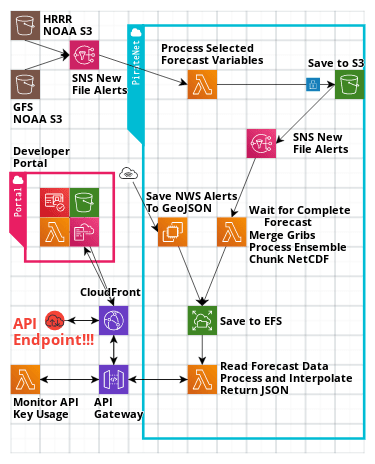 HRRR
NOAA S3
SNS New
File Alerts
GFS
NOAA S3
PirateNet
Process Selected
Forecast Variables
Save to S3
SNS New
File Alerts
Developer
Portal
Portal
Save NWS Alerts
To GeoJSON
Wait for Complete
Forecast
Merge Gribs
Process Ensemble
Chunk NetCDF
CloudFront
API
Endpoint!!!
Save to EFS
Monitor API
Key Usage
API
Gateway
Read Forecast Data
Process and Interpolate
Return JSON